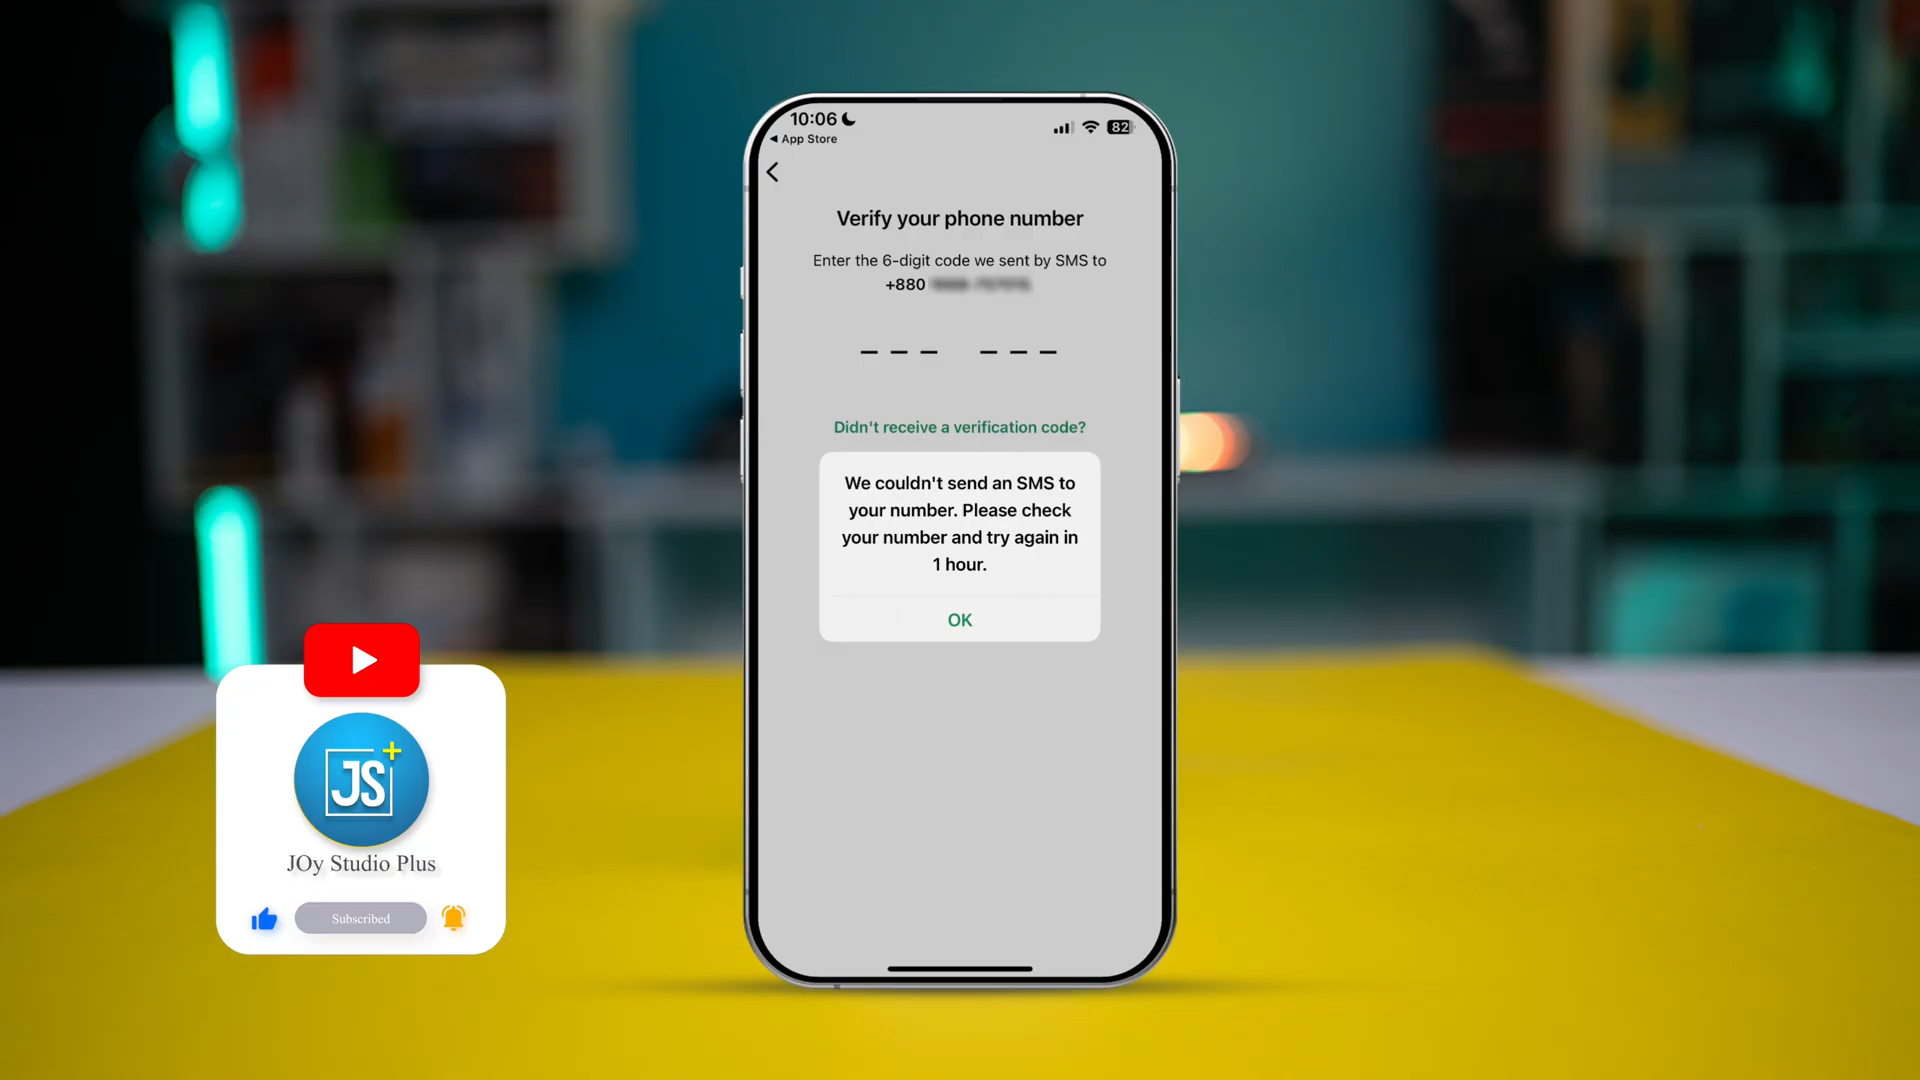 10:06
82
◄ App Store
Verify your phone number
Enter the 6-digit code we sent by SMS to
+880
Didn't receive a verification code?
We couldn't send an SMS to
your number. Please check
your number and try again in
1 hour.
OK
JS+
JOy Studio Plus
Subscribed